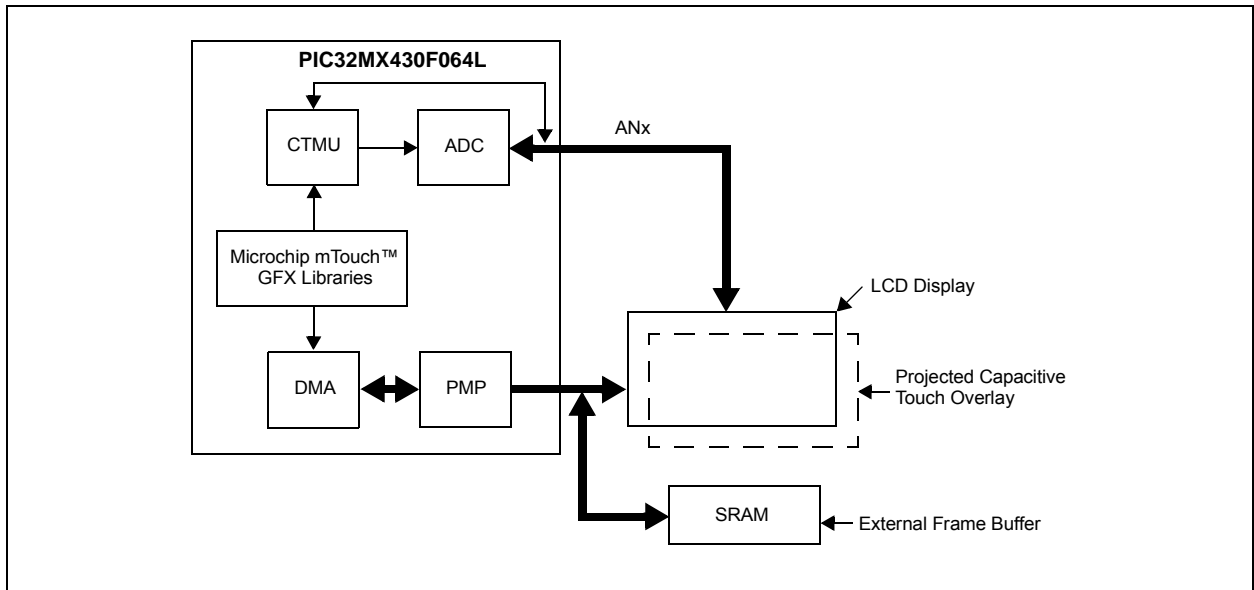 PIC32MX430F064L
CTMU
ADC
ANx
Microchip mTouch™
GFX Libraries
LCD Display
DMA
PMP
Projected Capacitive
Touch Overlay
SRAM
External Frame Buffer